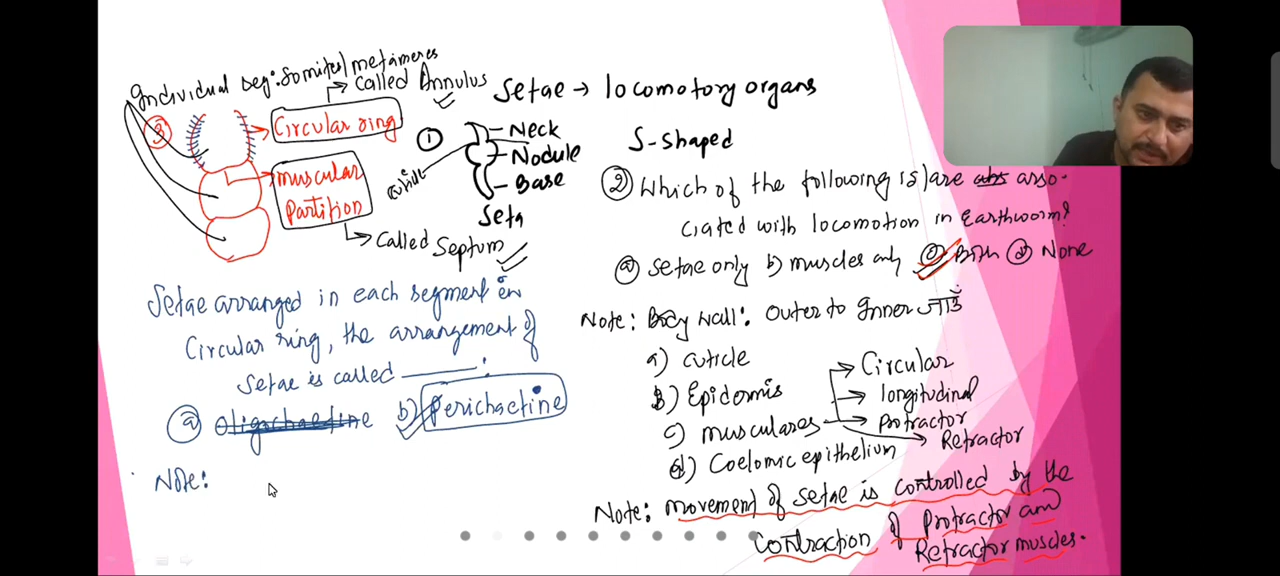 Individual seg: Somites/metameres
Called Annulus
③
Circular ring
muscular
Partition
Called Septum
①
Neck
Nodule
Base
Seta
Setae → locomotory organs
S-shaped
② Which of the following is/are asso-
ciated with locomotion in Earthworm?
ⓐ Setae only b) muscles only ⓒ Both ⓓ None
Setae arranged in each segment in
Circular ring, the arrangement of
Setae is called ______:
ⓐ Oligochaetine b) Perichaetine
Note:
Note: Body wall: Outer to Inner
a) Cuticle
B) Epidermis
c) musculares
d) Coelomic epithelium
Circular
longitudinal
Protractor
Retractor
Note: movement of Setae is controlled by the
contraction of Protractor and
Retractor muscles.